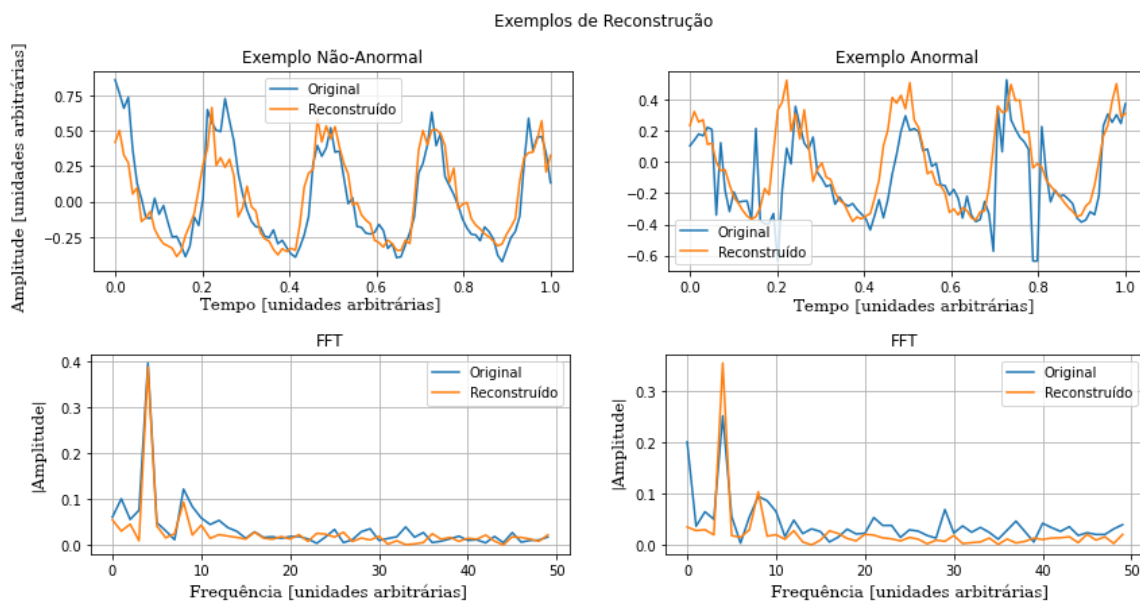 Exemplos de Reconstrução
Exemplo Não-Anormal
Amplitude [unidades arbitrárias]
0.75
0.50
0.25
0.00
−0.25
Original
Reconstruído
0.0 0.2 0.4 0.6 0.8 1.0
Tempo [unidades arbitrárias]
Exemplo Anormal
0.4
0.2
0.0
−0.2
−0.4
−0.6
Original
Reconstruído
0.0 0.2 0.4 0.6 0.8 1.0
Tempo [unidades arbitrárias]
FFT
|Amplitude|
0.4
0.3
0.2
0.1
0.0
Original
Reconstruído
0 10 20 30 40 50
Frequência [unidades arbitrárias]
FFT
|Amplitude|
0.3
0.2
0.1
0.0
Original
Reconstruído
0 10 20 30 40 50
Frequência [unidades arbitrárias]